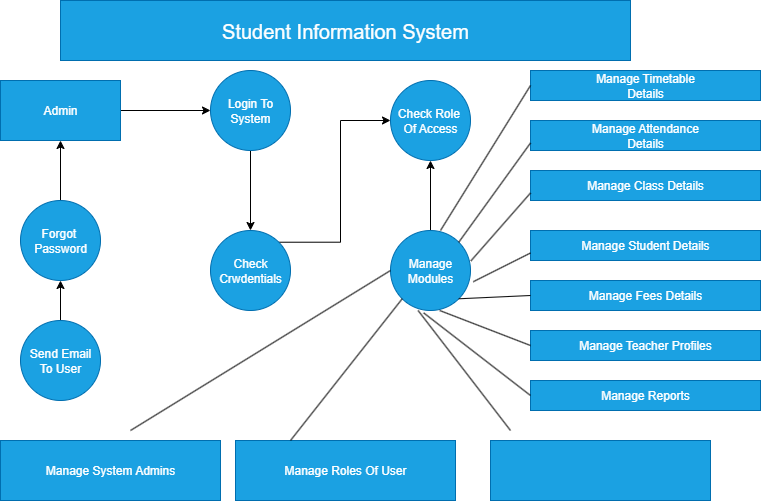 Student Information System
Admin
Login To
System
Check Role
Of Access
Manage Timetable
Details
Manage Attendance
Details
Manage Class Details
Forgot
Password
Check
Crwdentials
Manage
Modules
Manage Student Details
Manage Fees Details
Send Email
To User
Manage Teacher Profiles
Manage Reports
Manage System Admins
Manage Roles Of User